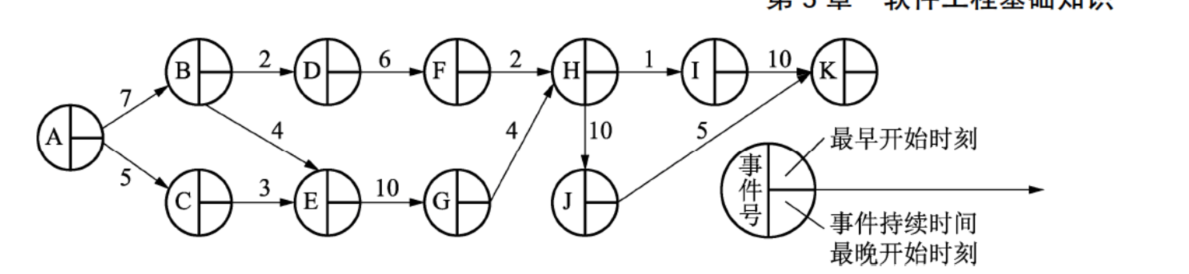 第5章 软件工程基础知识
B 2 D 6 F 2 H 1 I 10 K
7 4 4 10 5
A
5
C 3 E 10 G J
事件号
最早开始时刻
事件持续时间
最晚开始时刻